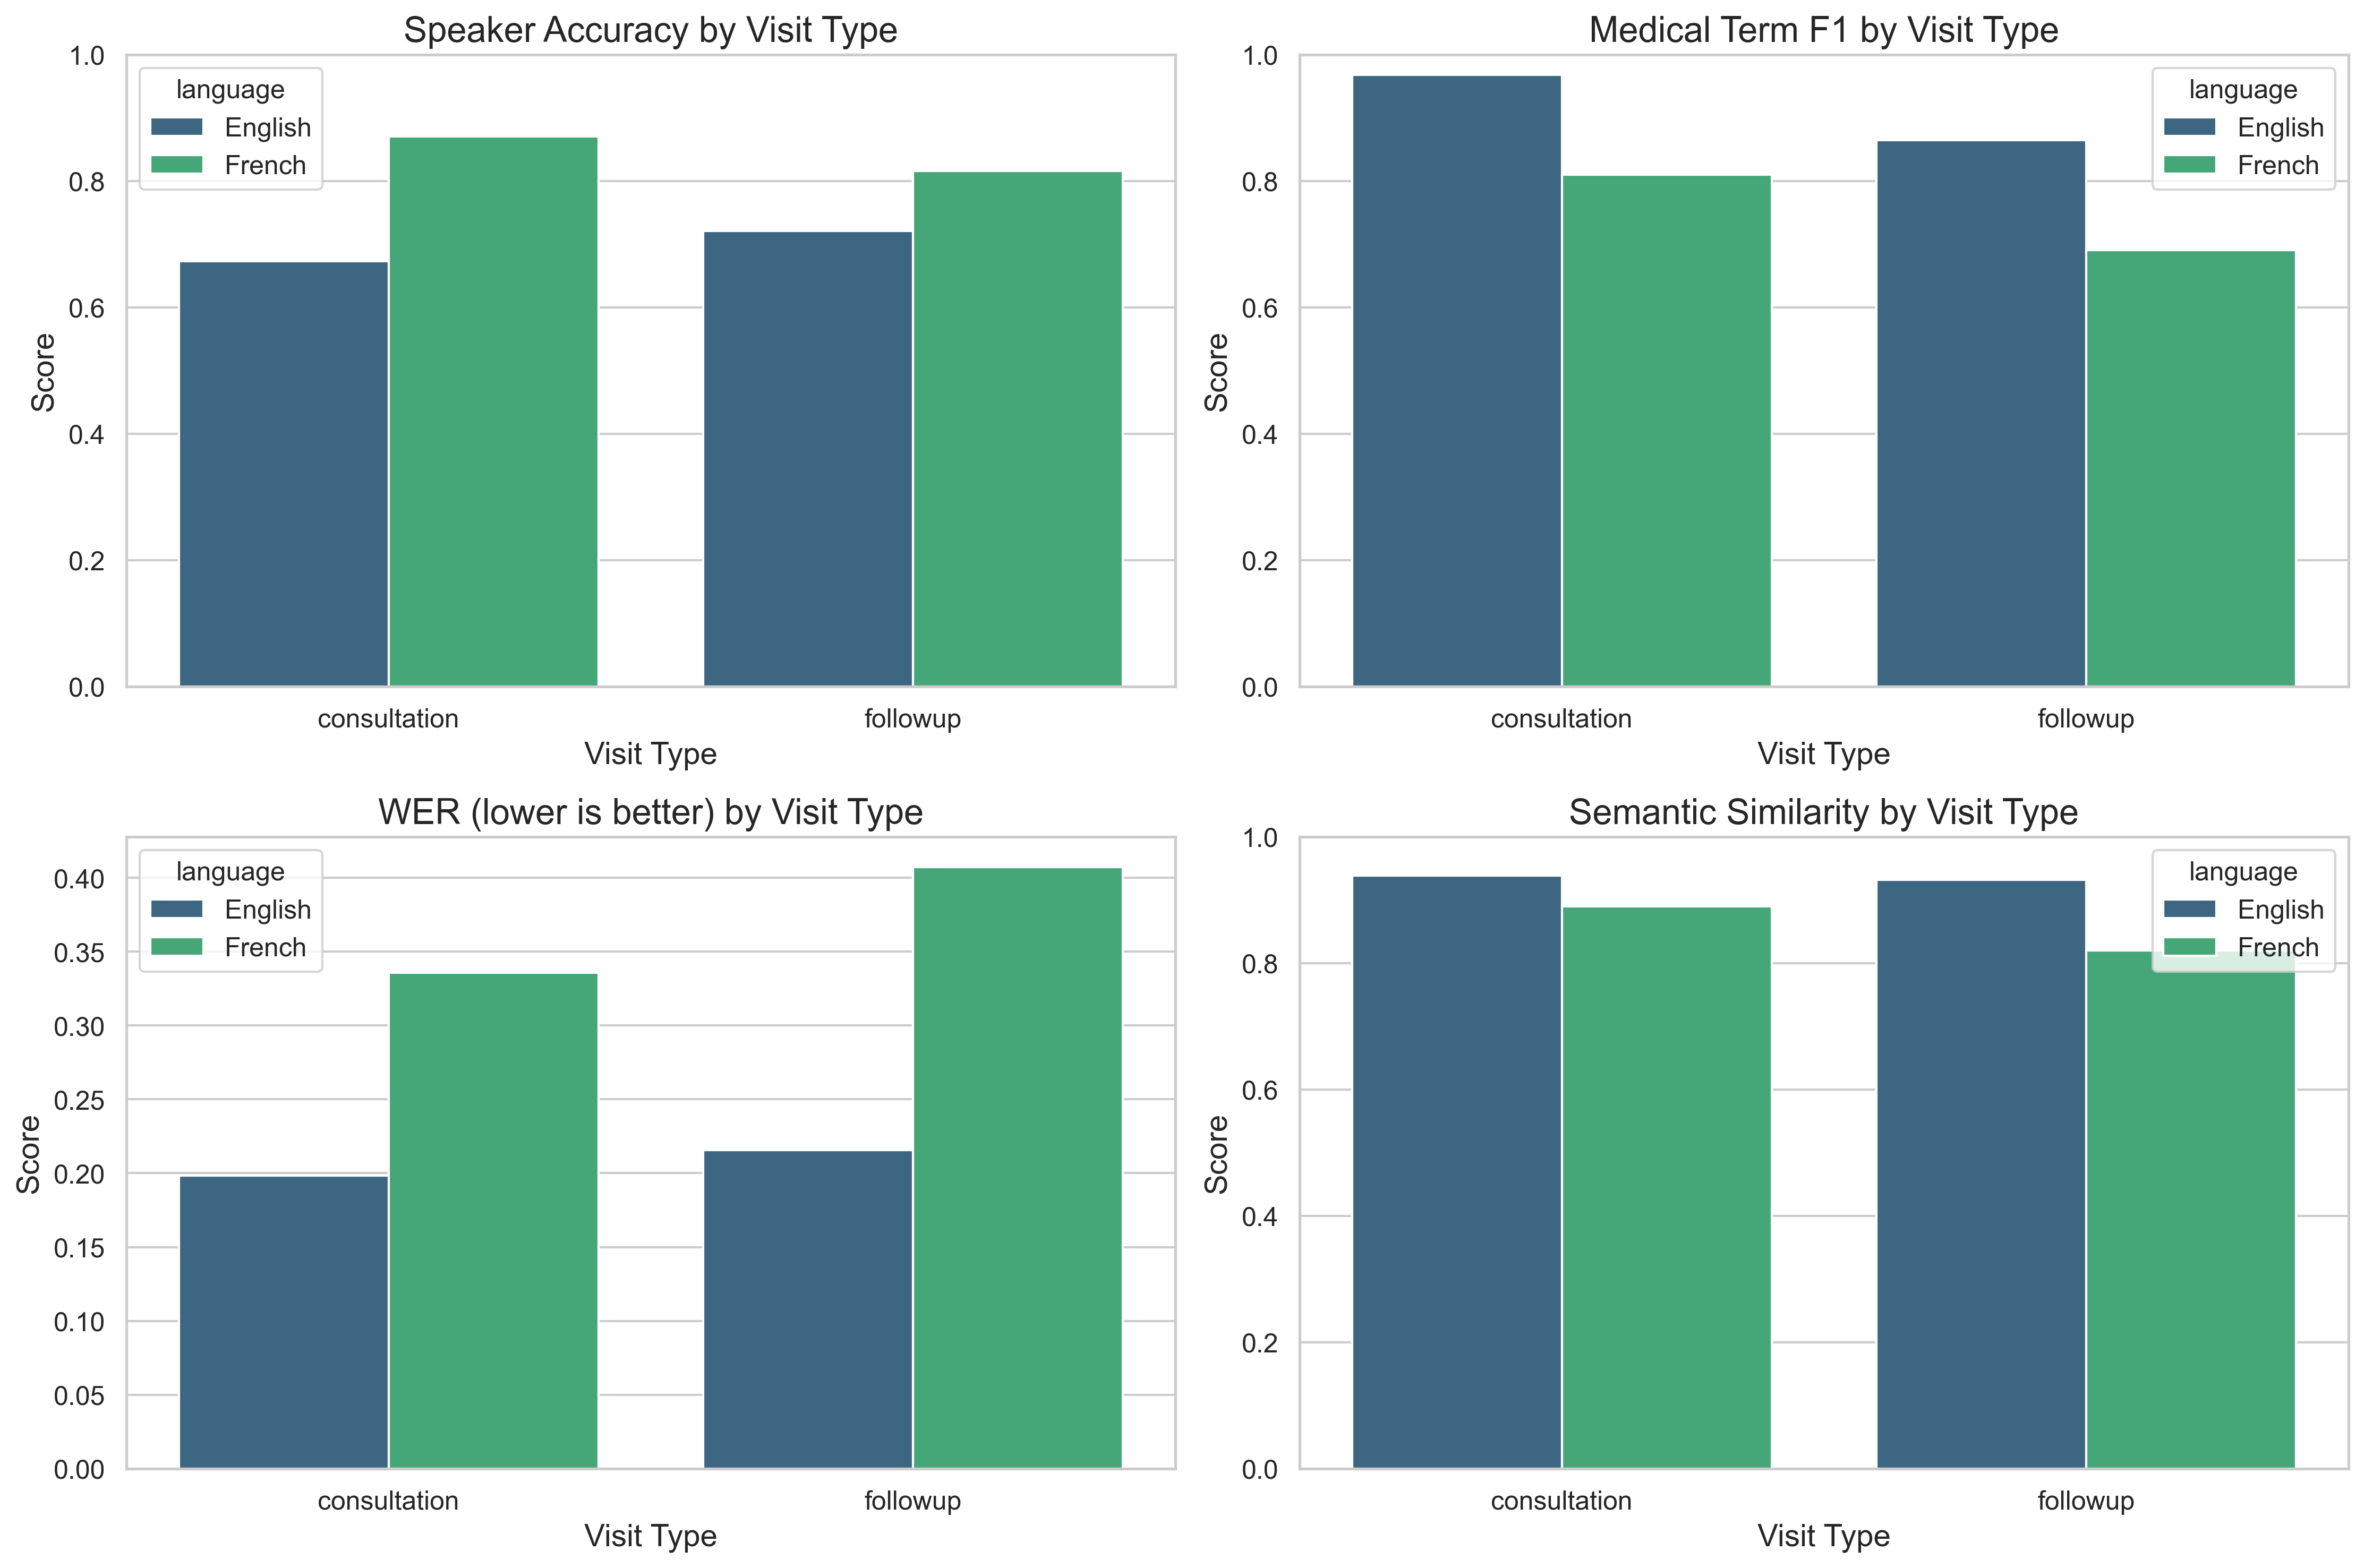 Speaker Accuracy by Visit Type
1.0
0.8
0.6
0.4
0.2
0.0
Score
language
English
French
consultation
followup
Visit Type
Medical Term F1 by Visit Type
1.0
0.8
0.6
0.4
0.2
0.0
Score
language
English
French
consultation
followup
Visit Type
WER (lower is better) by Visit Type
0.40
0.35
0.30
0.25
0.20
0.15
0.10
0.05
0.00
Score
language
English
French
consultation
followup
Visit Type
Semantic Similarity by Visit Type
1.0
0.8
0.6
0.4
0.2
0.0
Score
language
English
French
consultation
followup
Visit Type